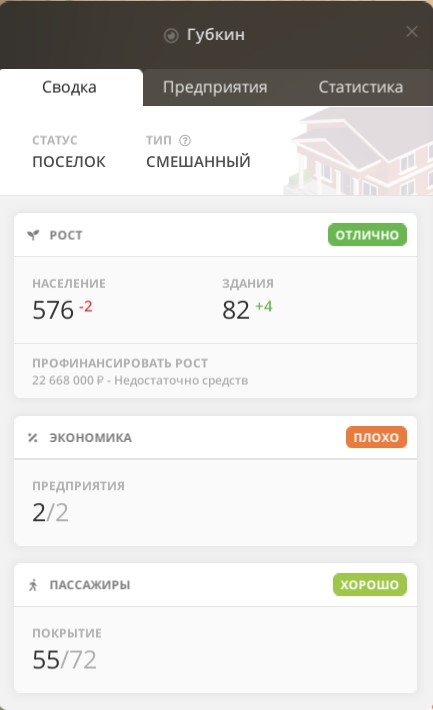 Губкин
Сводка Предприятия Статистика
СТАТУС ТИП ?
ПОСЕЛОК СМЕШАННЫЙ
РОСТ ОТЛИЧНО
НАСЕЛЕНИЕ ЗДАНИЯ
576 -2 82 +4
ПРОФИНАНСИРОВАТЬ РОСТ
22 668 000 ₽ - Недостаточно средств
ЭКОНОМИКА ПЛОХО
ПРЕДПРИЯТИЯ
2/2
ПАССАЖИРЫ ХОРОШО
ПОКРЫТИЕ
55/72